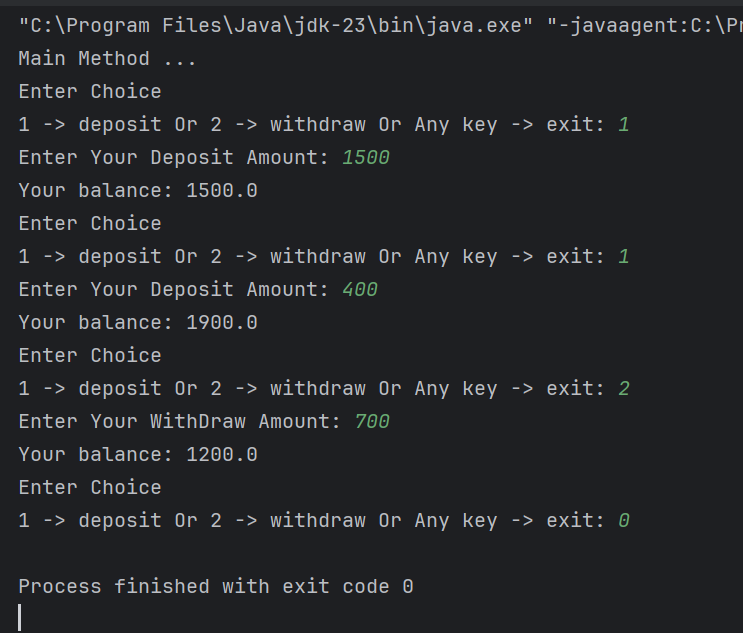 "C:\Program Files\Java\jdk-23\bin\java.exe" "-javaagent:C:\
Main Method ...
Enter Choice
1 -> deposit Or 2 -> withdraw Or Any key -> exit: 1
Enter Your Deposit Amount: 1500
Your balance: 1500.0
Enter Choice
1 -> deposit Or 2 -> withdraw Or Any key -> exit: 1
Enter Your Deposit Amount: 400
Your balance: 1900.0
Enter Choice
1 -> deposit Or 2 -> withdraw Or Any key -> exit: 2
Enter Your WithDraw Amount: 700
Your balance: 1200.0
Enter Choice
1 -> deposit Or 2 -> withdraw Or Any key -> exit: 0
Process finished with exit code 0